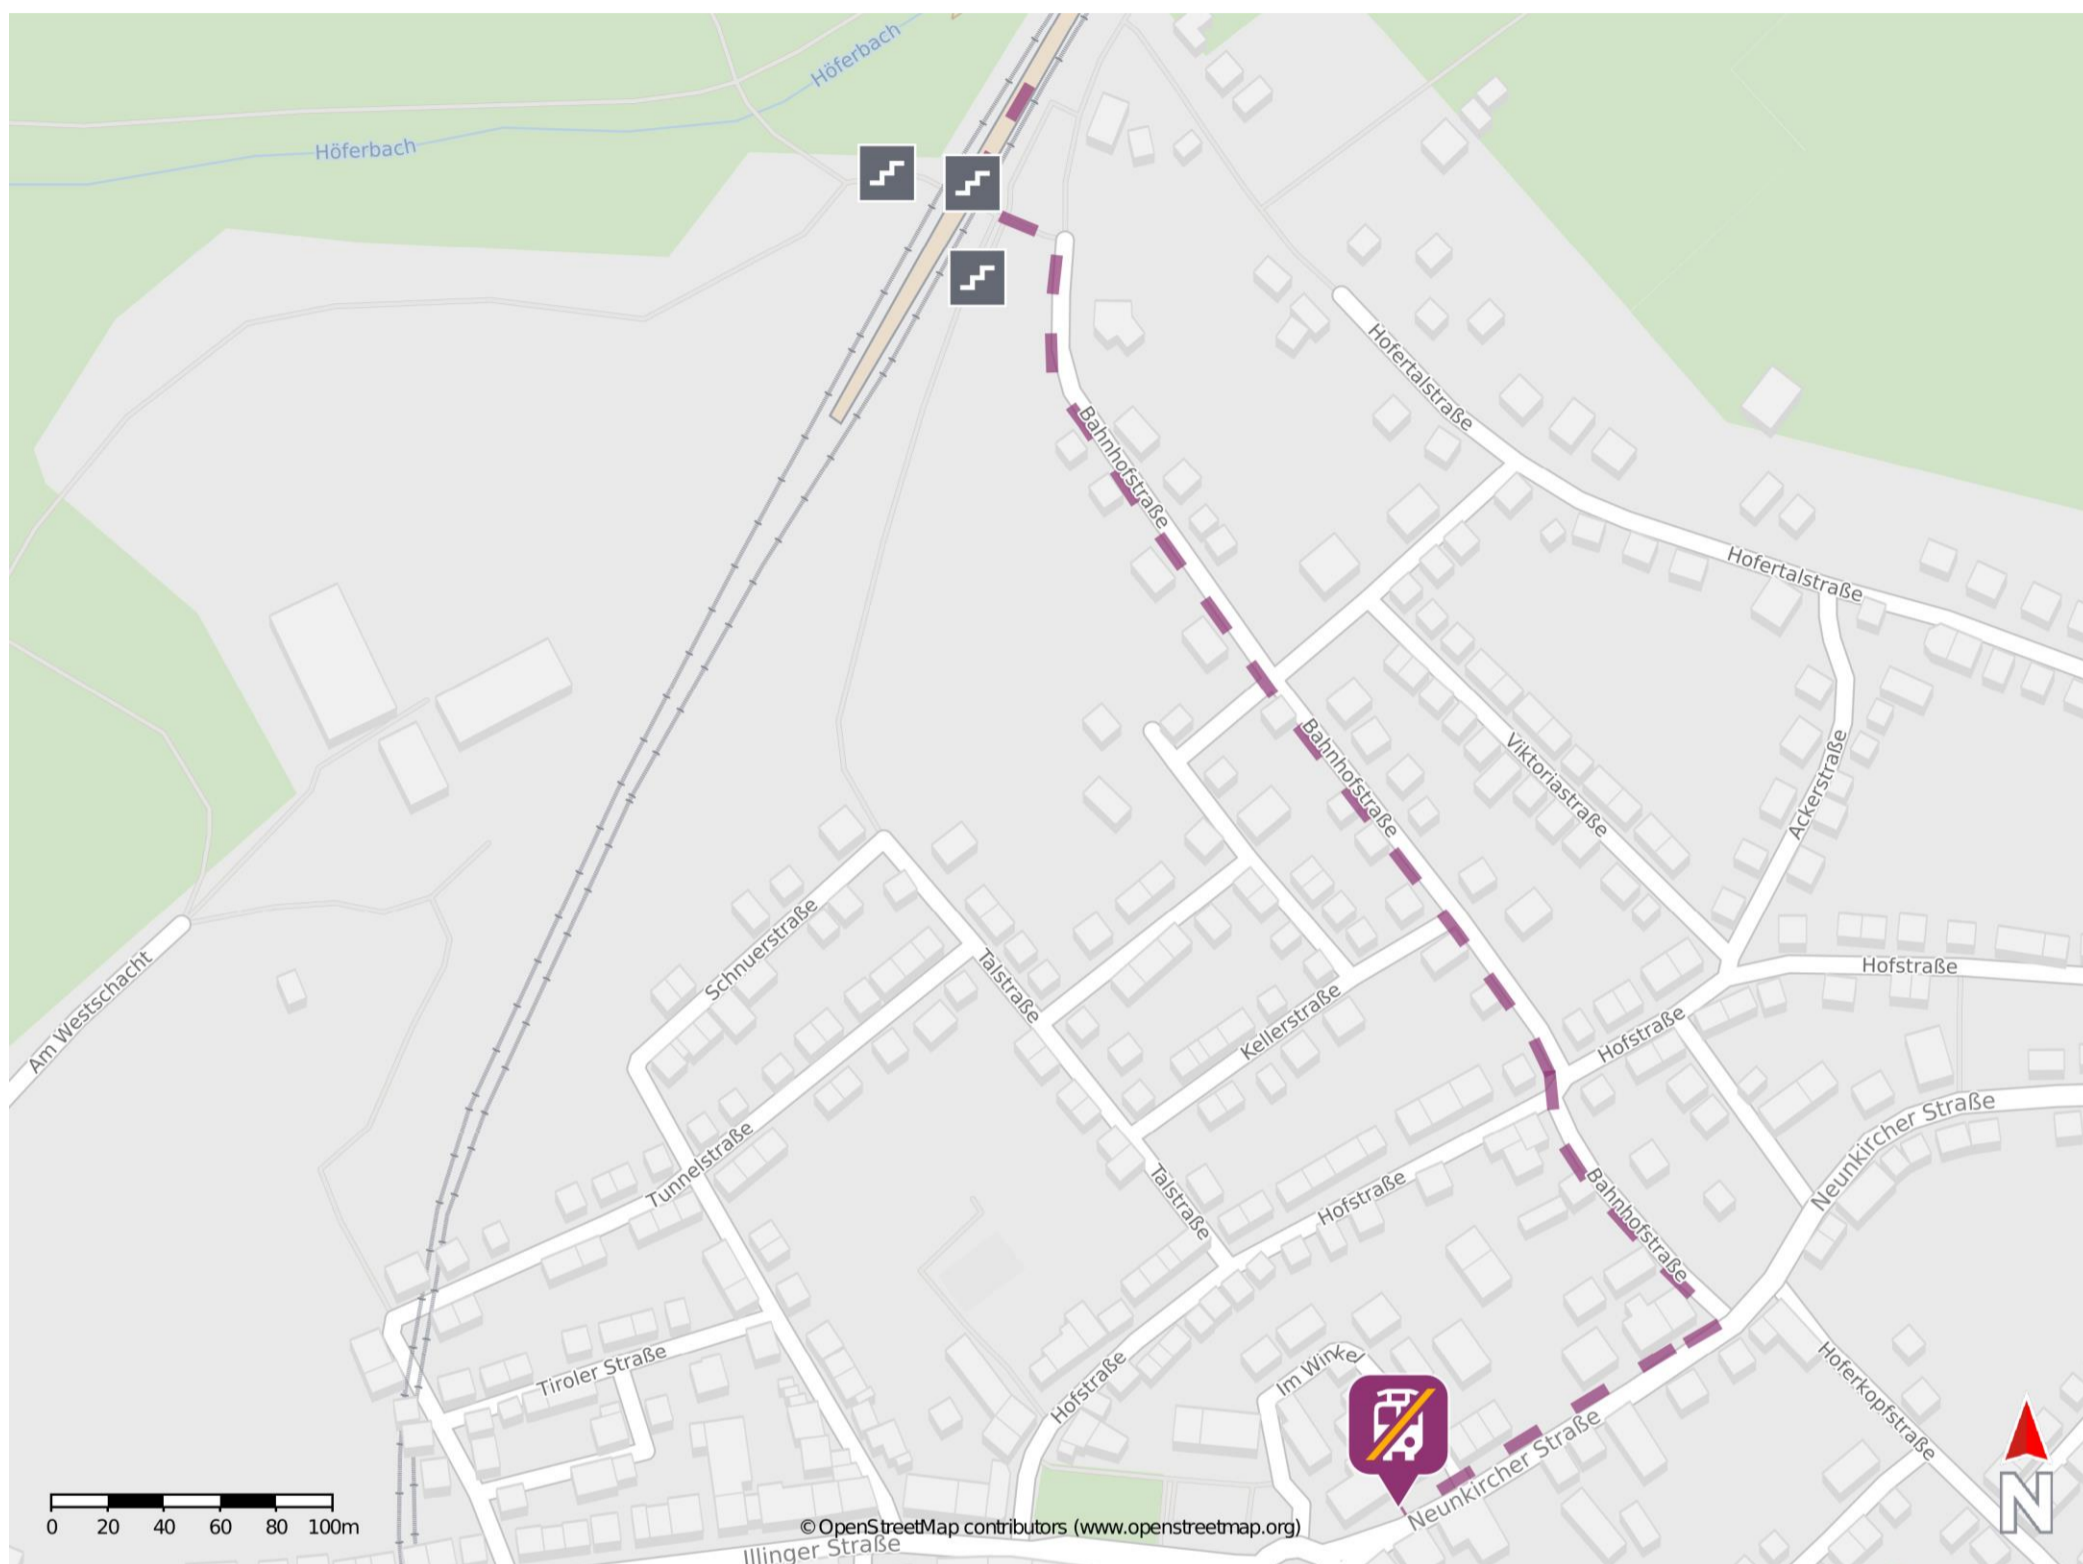 Höferbach
Höferbach
Hofertalstraße
Bahnhofstraße
Hofertalstraße
Bahnhofstraße
Viktoriastraße
Ackerstraße
Schnuerstraße
Talstraße
Hofstraße
Am Westschacht
Kellerstraße
Hofstraße
Neunkircher Straße
Tunnelstraße
Talstraße
Hofstraße
Bahnhofstraße
Tiroler Straße
Hofstraße
Im Winkel
Hoferkopfstraße
Neunkircher Straße
N
0 20 40 60 80 100m
© OpenStreetMap contributors (www.openstreetmap.org)
Illinger Straße